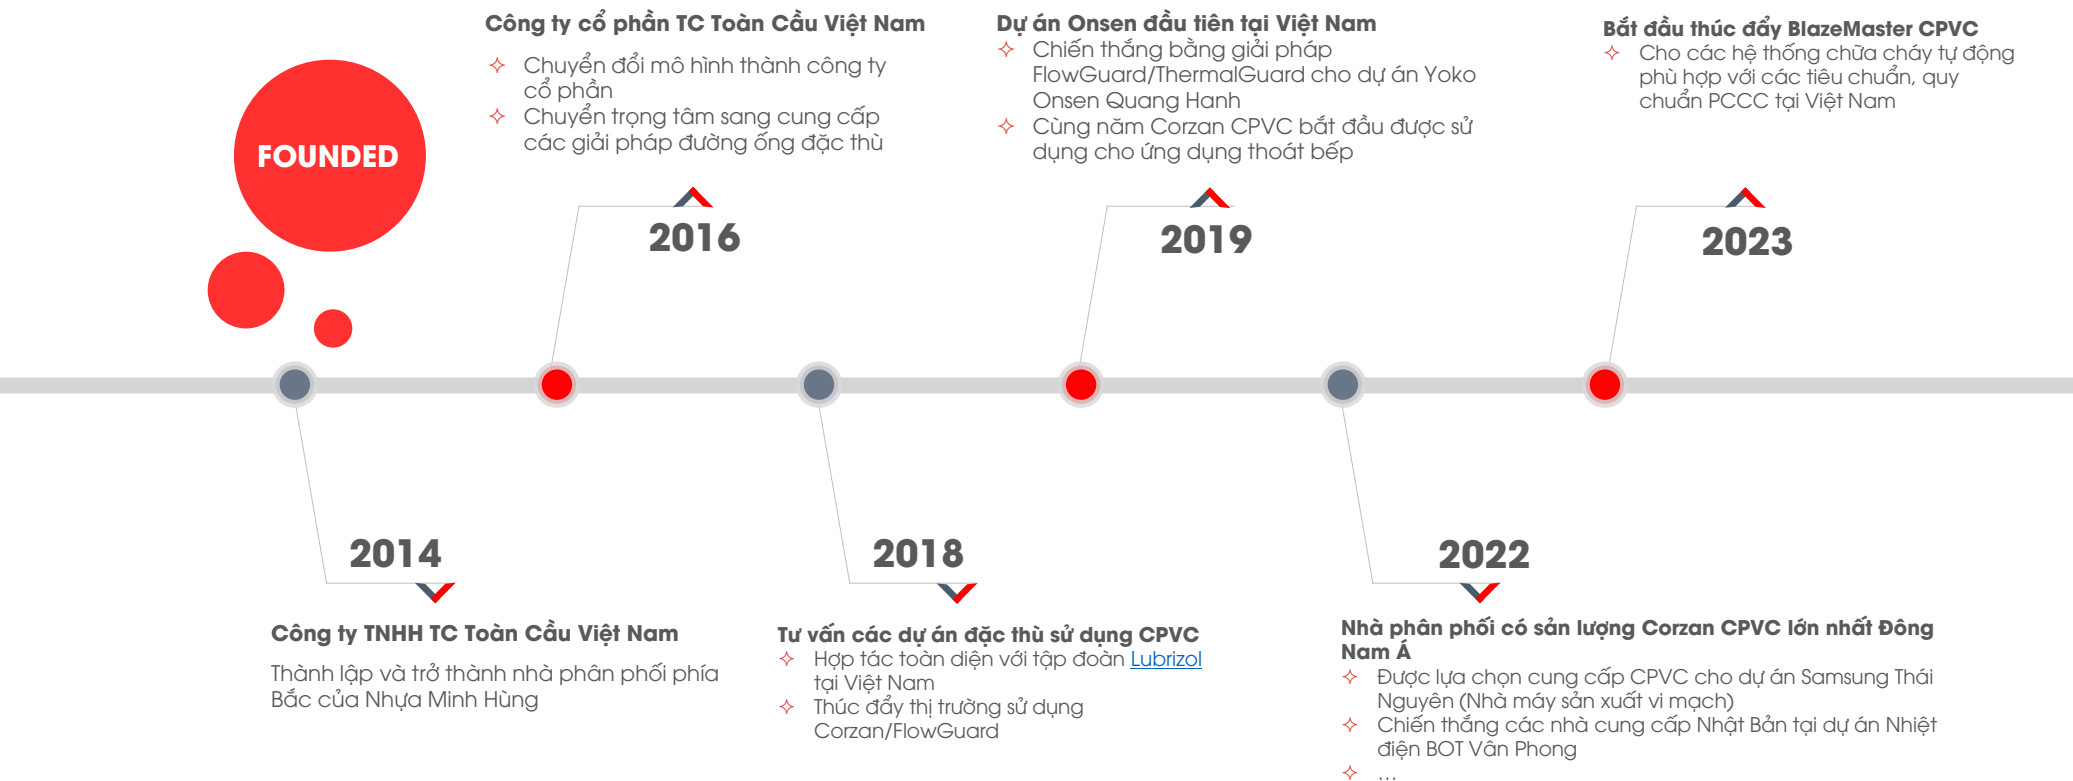 FOUNDED
Công ty cổ phần TC Toàn Cầu Việt Nam
Chuyển đổi mô hình thành công ty
cổ phần
Chuyển trọng tâm sang cung cấp
các giải pháp đường ống đặc thù
2016
Dự án Onsen đầu tiên tại Việt Nam
Chiến thắng bằng giải pháp
FlowGuard/ThermalGuard cho dự án Yoko
Onsen Quang Hanh
Cùng năm Corzan CPVC bắt đầu được sử
dụng cho ứng dụng thoát bếp
2019
Bắt đầu thúc đẩy BlazeMaster CPVC
Cho các hệ thống chữa cháy tự động
phù hợp với các tiêu chuẩn, quy
chuẩn PCCC tại Việt Nam
2023
2014
Công ty TNHH TC Toàn Cầu Việt Nam
Thành lập và trở thành nhà phân phối phía
Bắc của Nhựa Minh Hùng
2018
Tư vấn các dự án đặc thù sử dụng CPVC
Hợp tác toàn diện với tập đoàn Lubrizol
tại Việt Nam
Thúc đẩy thị trường sử dụng
Corzan/FlowGuard
2022
Nhà phân phối có sản lượng Corzan CPVC lớn nhất Đông
Nam Á
Được lựa chọn cung cấp CPVC cho dự án Samsung Thái
Nguyên (Nhà máy sản xuất vi mạch)
Chiến thắng các nhà cung cấp Nhật Bản tại dự án Nhiệt
điện BOT Vân Phong
...